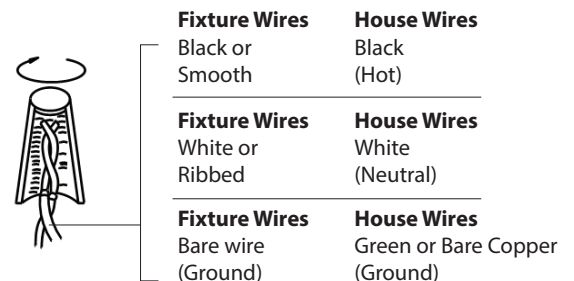 Fixture Wires House Wires
Black or Black
Smooth (Hot)
Fixture Wires House Wires
White or White
Ribbed (Neutral)
Fixture Wires House Wires
Bare wire Green or Bare Copper
(Ground) (Ground)